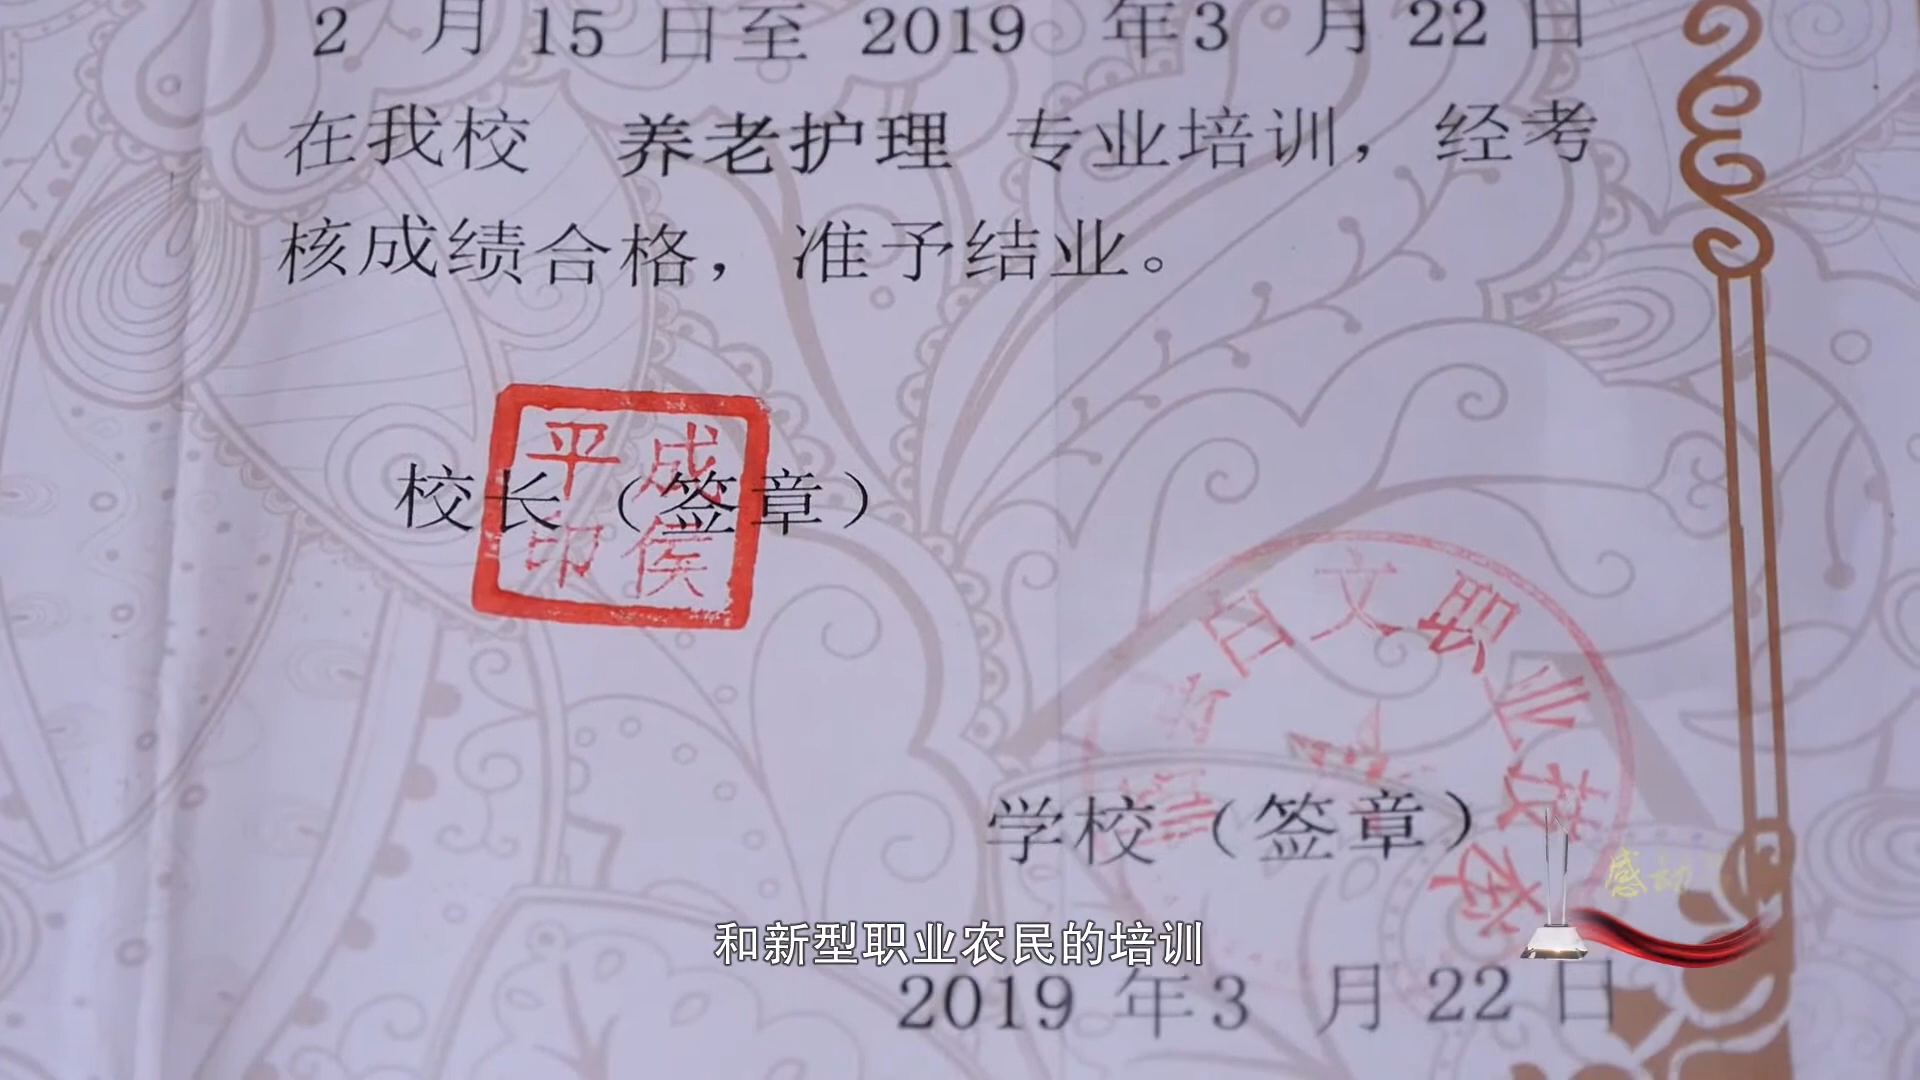 2 月 15 日至 2019 年 3 月 22 日
在我校 养老护理 专业培训，经考
核成绩合格，准予结业。
成侯平印
校长（签章）
文职业技
学校（签章）
感动
和新型职业农民的培训
2019 年 3 月 22 日